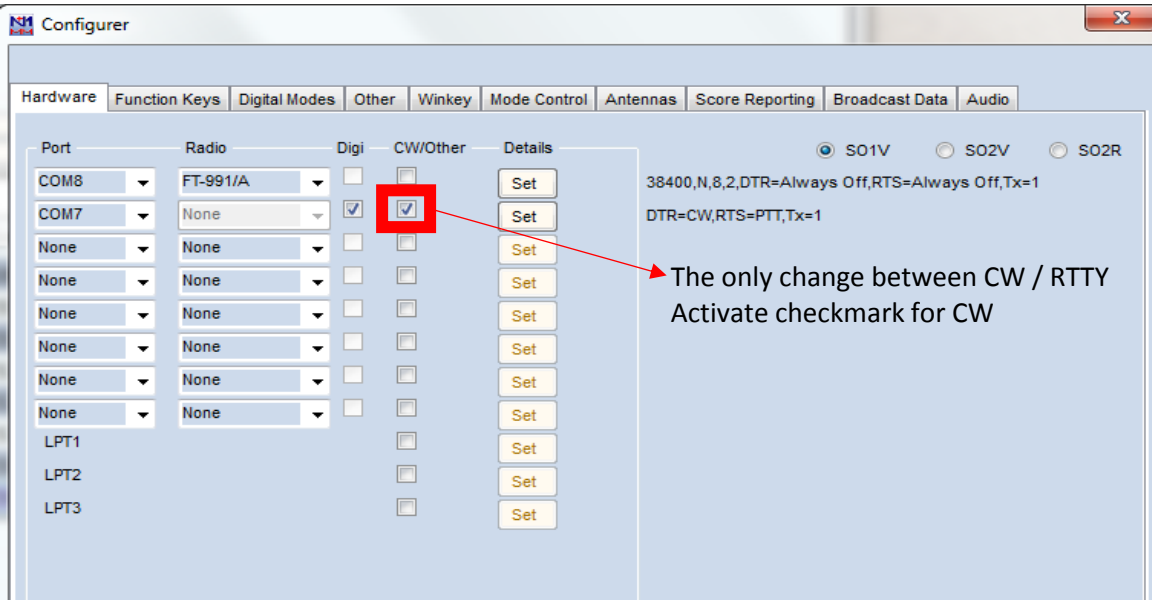 N1 MM Configurer
Hardware Function Keys Digital Modes Other Winkey Mode Control Antennas Score Reporting Broadcast Data Audio
Port Radio Digi CW/Other Details SO1V SO2V SO2R
COM8 FT-991/A Set 38400,N,8,2,DTR=Always Off,RTS=Always Off,Tx=1
COM7 None Set DTR=CW,RTS=PTT,Tx=1
None None Set
The only change between CW / RTTY
None None Set
Activate checkmark for CW
None None Set
None None Set
None None Set
None None Set
LPT1 Set
LPT2 Set
LPT3 Set